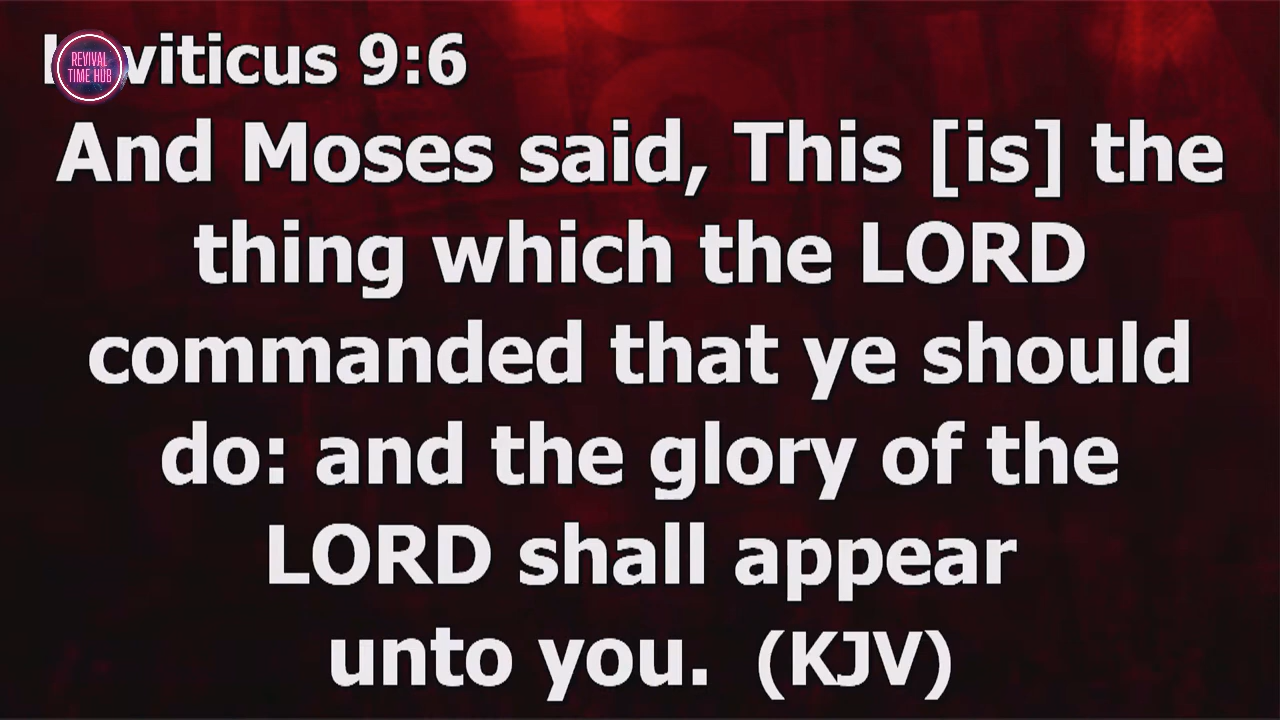 REVIVAL
TIME HUB
viticus 9:6
And Moses said, This [is] the
thing which the LORD
commanded that ye should
do: and the glory of the
LORD shall appear
unto you. (KJV)